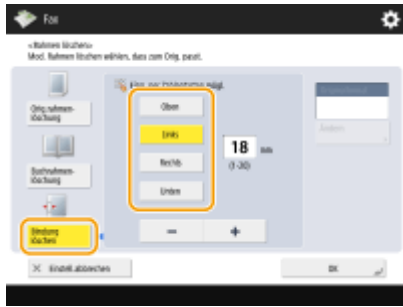 Fax
<Rahmen löschen>
Mod. Rahmen löschen wählen, dass zum Orig. passt.
Orig.rahmen-
löschung
Buchrahmen-
löschung
Bindung
löschen
Oben
Links
Rechts
Unten
18 mm
(1-20)
- +
Ändern
× Einstell. abbrechen
OK